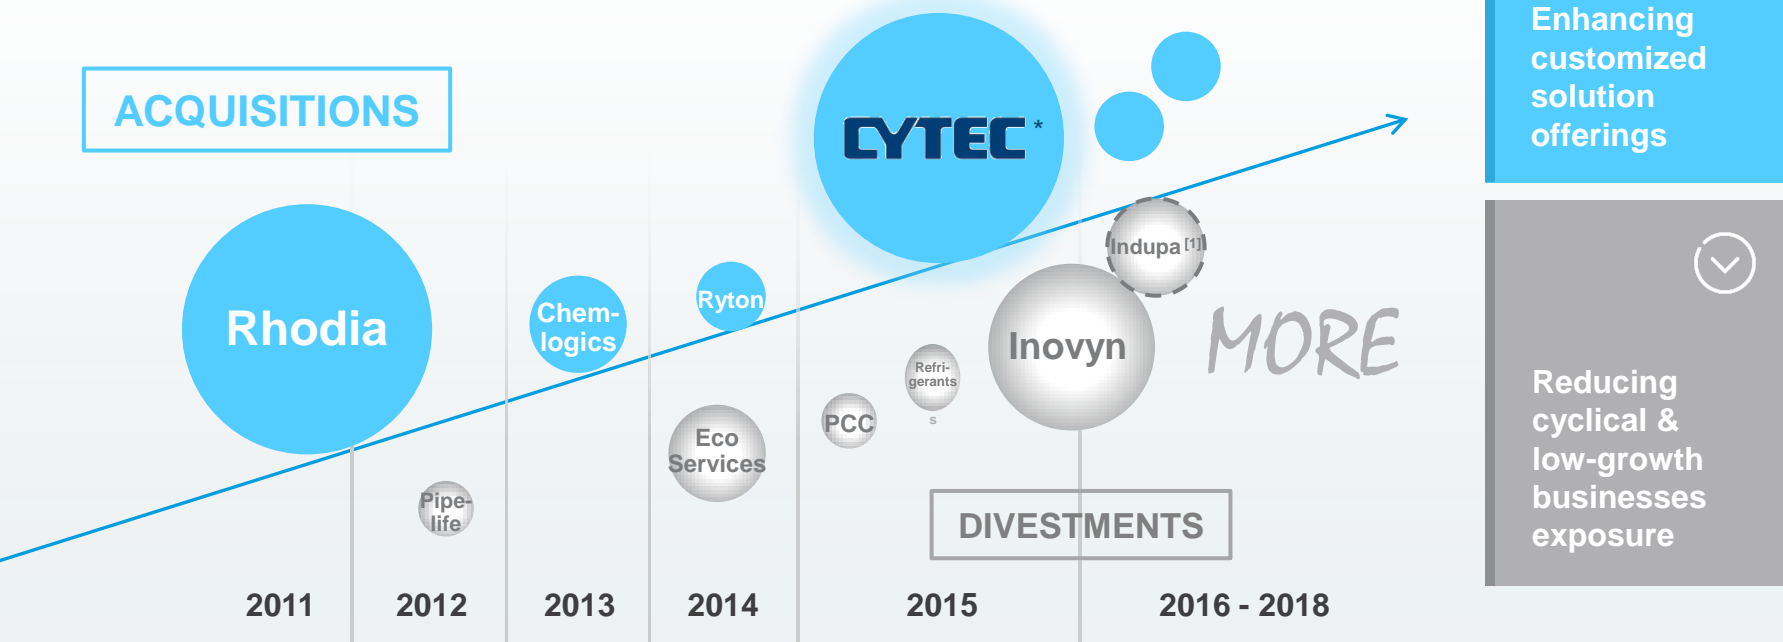 ACQUISITIONS
CYTEC *
Rhodia
Chem-
logics
Ryton
Indupa [1]
Inovyn
MORE
Refri-
gerants
s
PCC
Eco
Services
Pipe-
life
DIVESTMENTS
2011
2012
2013
2014
2015
2016 - 2018
Enhancing
customized
solution
offerings
Reducing
cyclical &
low-growth
businesses
exposure